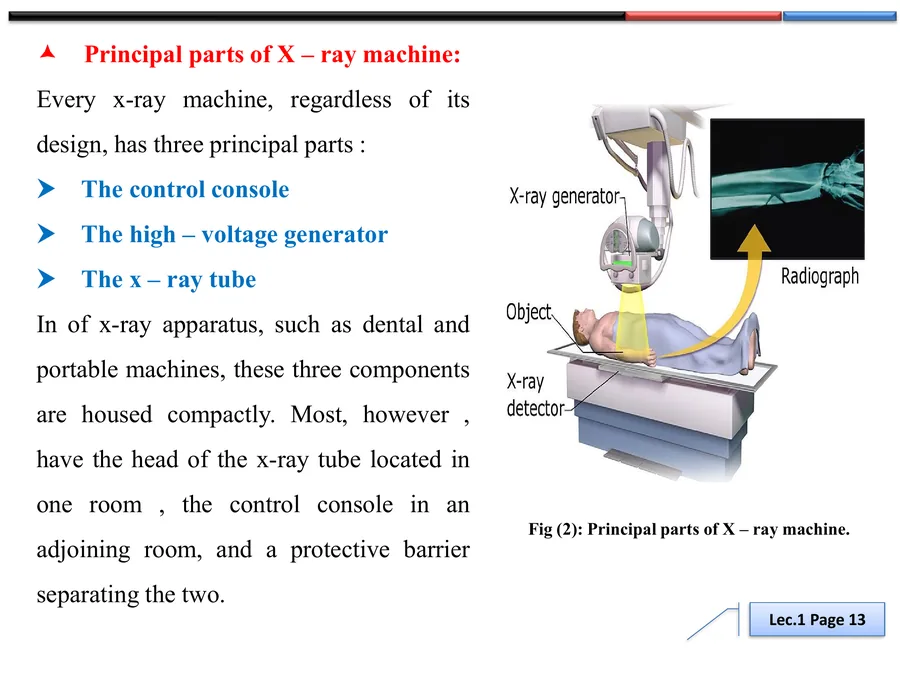 Principal parts of X – ray machine:
Every x-ray machine, regardless of its
design, has three principal parts :
The control console
The high – voltage generator
The x – ray tube
In of x-ray apparatus, such as dental and
portable machines, these three components
are housed compactly. Most, however ,
have the head of the x-ray tube located in
one room , the control console in an
adjoining room, and a protective barrier
separating the two.
X-ray generator
Radiograph
Object
X-ray
detector
Fig (2): Principal parts of X – ray machine.
Lec.1 Page 13